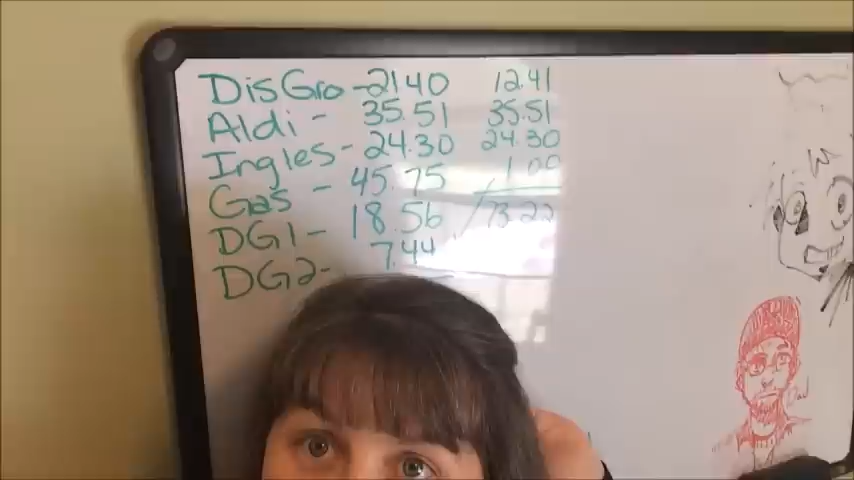 DisGro - 21.40 12.41
Aldi - 35.51 35.51
Ingles - 24.30 24.30
Gas - 45.75 1.00
DG1 - 18.56 73.22
DG2 - 7.44
Dad